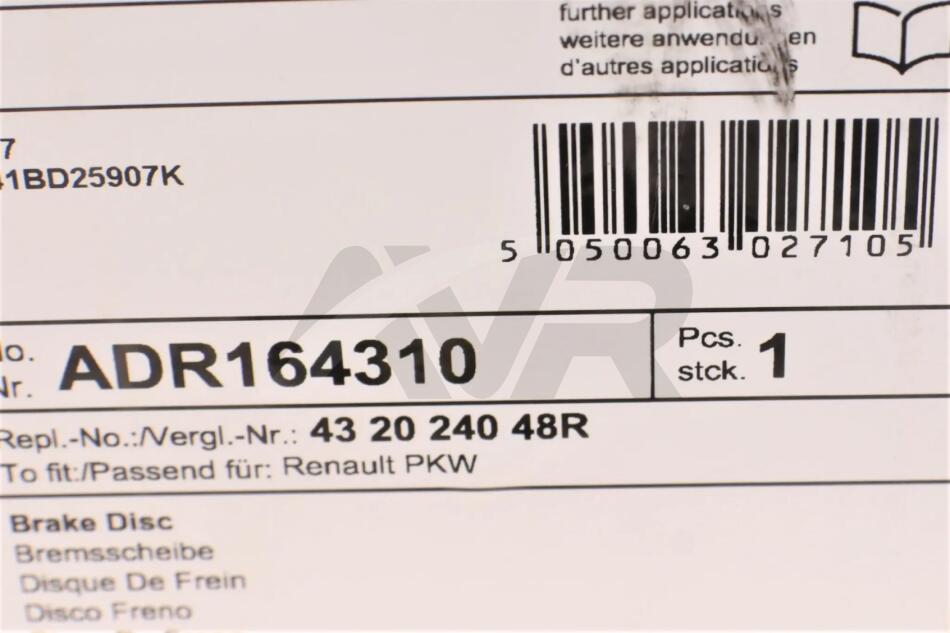 further applications
weitere anwendungen
d'autres applications
7
41BD25907K
5 050063 027105
No. ADR164310
Nr.
Pcs. 1
stck.
Repl.-No.:/Vergl.-Nr.: 43 20 240 48R
To fit:/Passend für: Renault PKW
Brake Disc
Bremsscheibe
Disque De Frein
Disco Freno